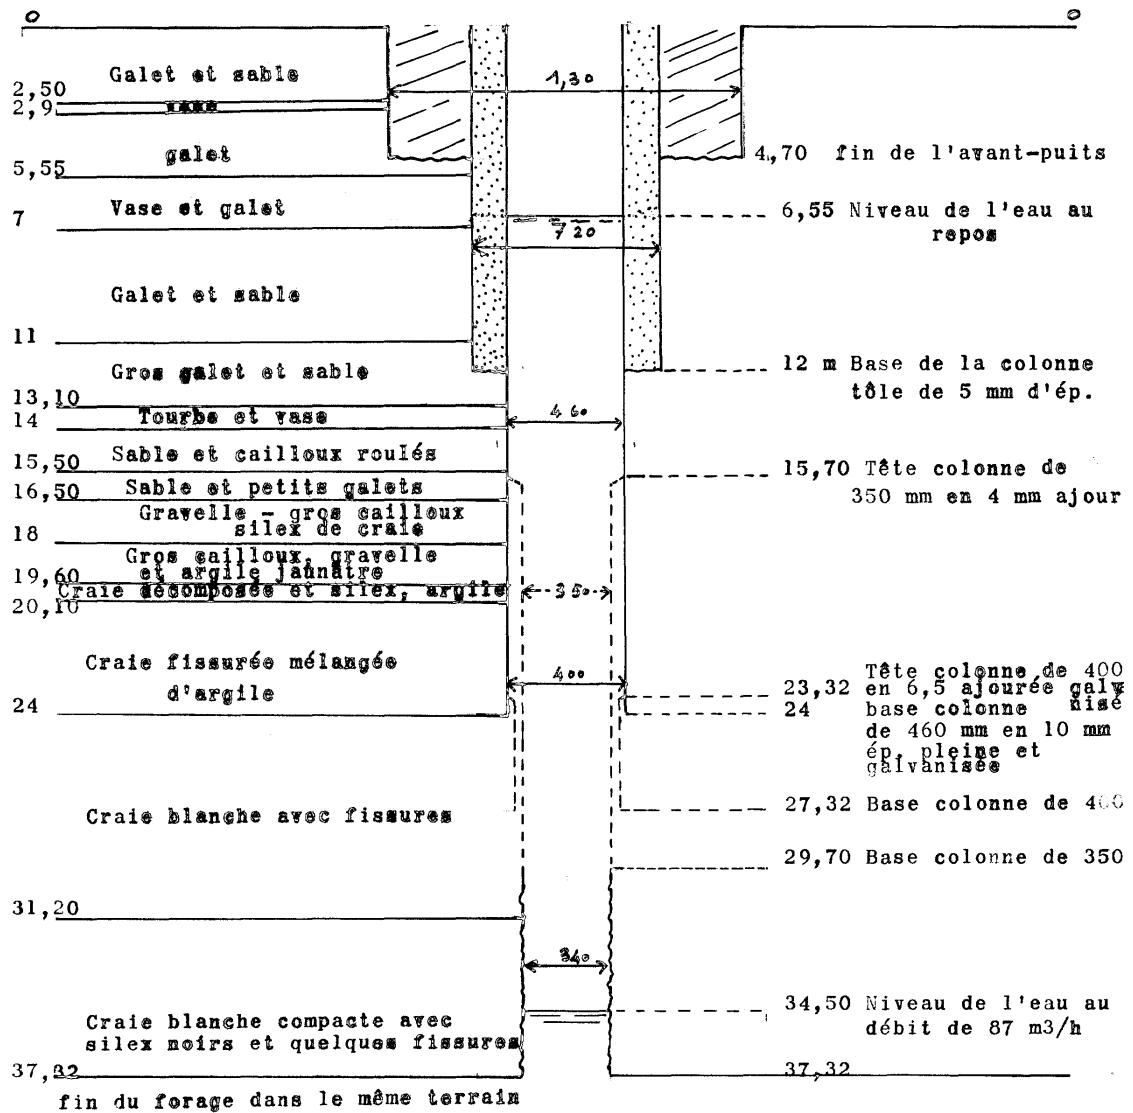 0
0
Galet et sable
1,30
2,50
2,9
vase
galet
4,70 fin de l'avant-puits
5,55
Vase et galet
7
6,55 Niveau de l'eau au
repos
720
Galet et sable
11
Gros galet et sable
12 m Base de la colonne
tôle de 5 mm d'ép.
13,10
14
Tourbe et vase
460
Sable et cailloux roulés
15,50
15,70 Tête colonne de
350 mm en 4 mm ajour
Sable et petits galets
16,50
Gravelle - gros cailloux
silex de craie
18
Gros cailloux, gravelle
et argile jaunâtre
19,60
Craie décomposée et silex, argile
350
20,10
Craie fissurée mélangée
d'argile
400
Tête colonne de 400
23,32 en 6,5 ajourée galv
nisé
24
24 base colonne
de 460 mm en 10 mm
ép. pleine et
galvanisée
Craie blanche avec fissures
27,32 Base colonne de 400
29,70 Base colonne de 350
31,20
340
34,50 Niveau de l'eau au
débit de 87 m3/h
Craie blanche compacte avec
silex noirs et quelques fissures
37,32
37,32
fin du forage dans le même terrain